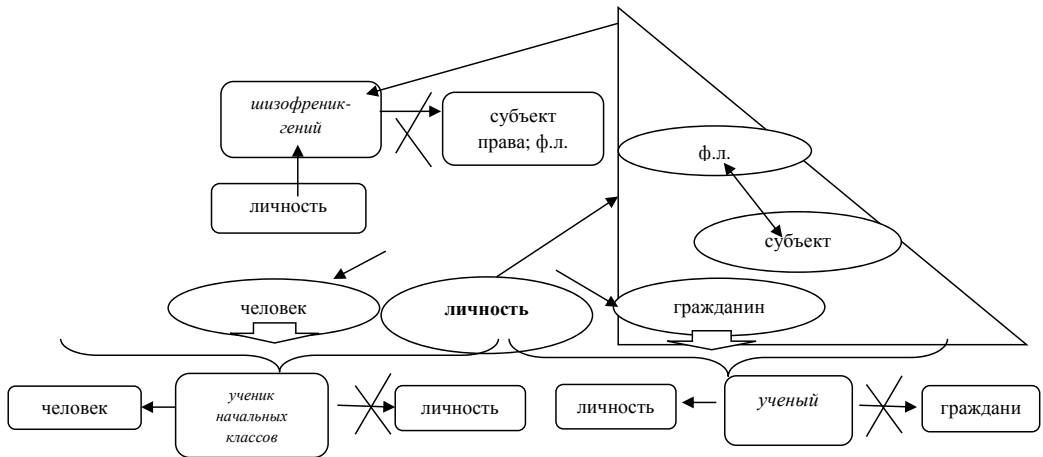 шизофреник-
гений
субъект
права; ф.л.
ф.л.
личность
субъект
человек
личность
гражданин
человек
ученик
начальных
классов
личность
личность
ученый
граждани